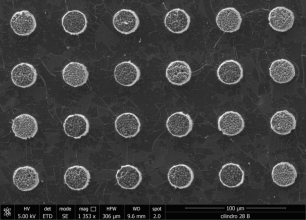 HV det mode mag HFW WD spot
5.00 kV ETD SE 1 353 x 306 µm 9.6 mm 2.0
100 µm
cilindro 28 B